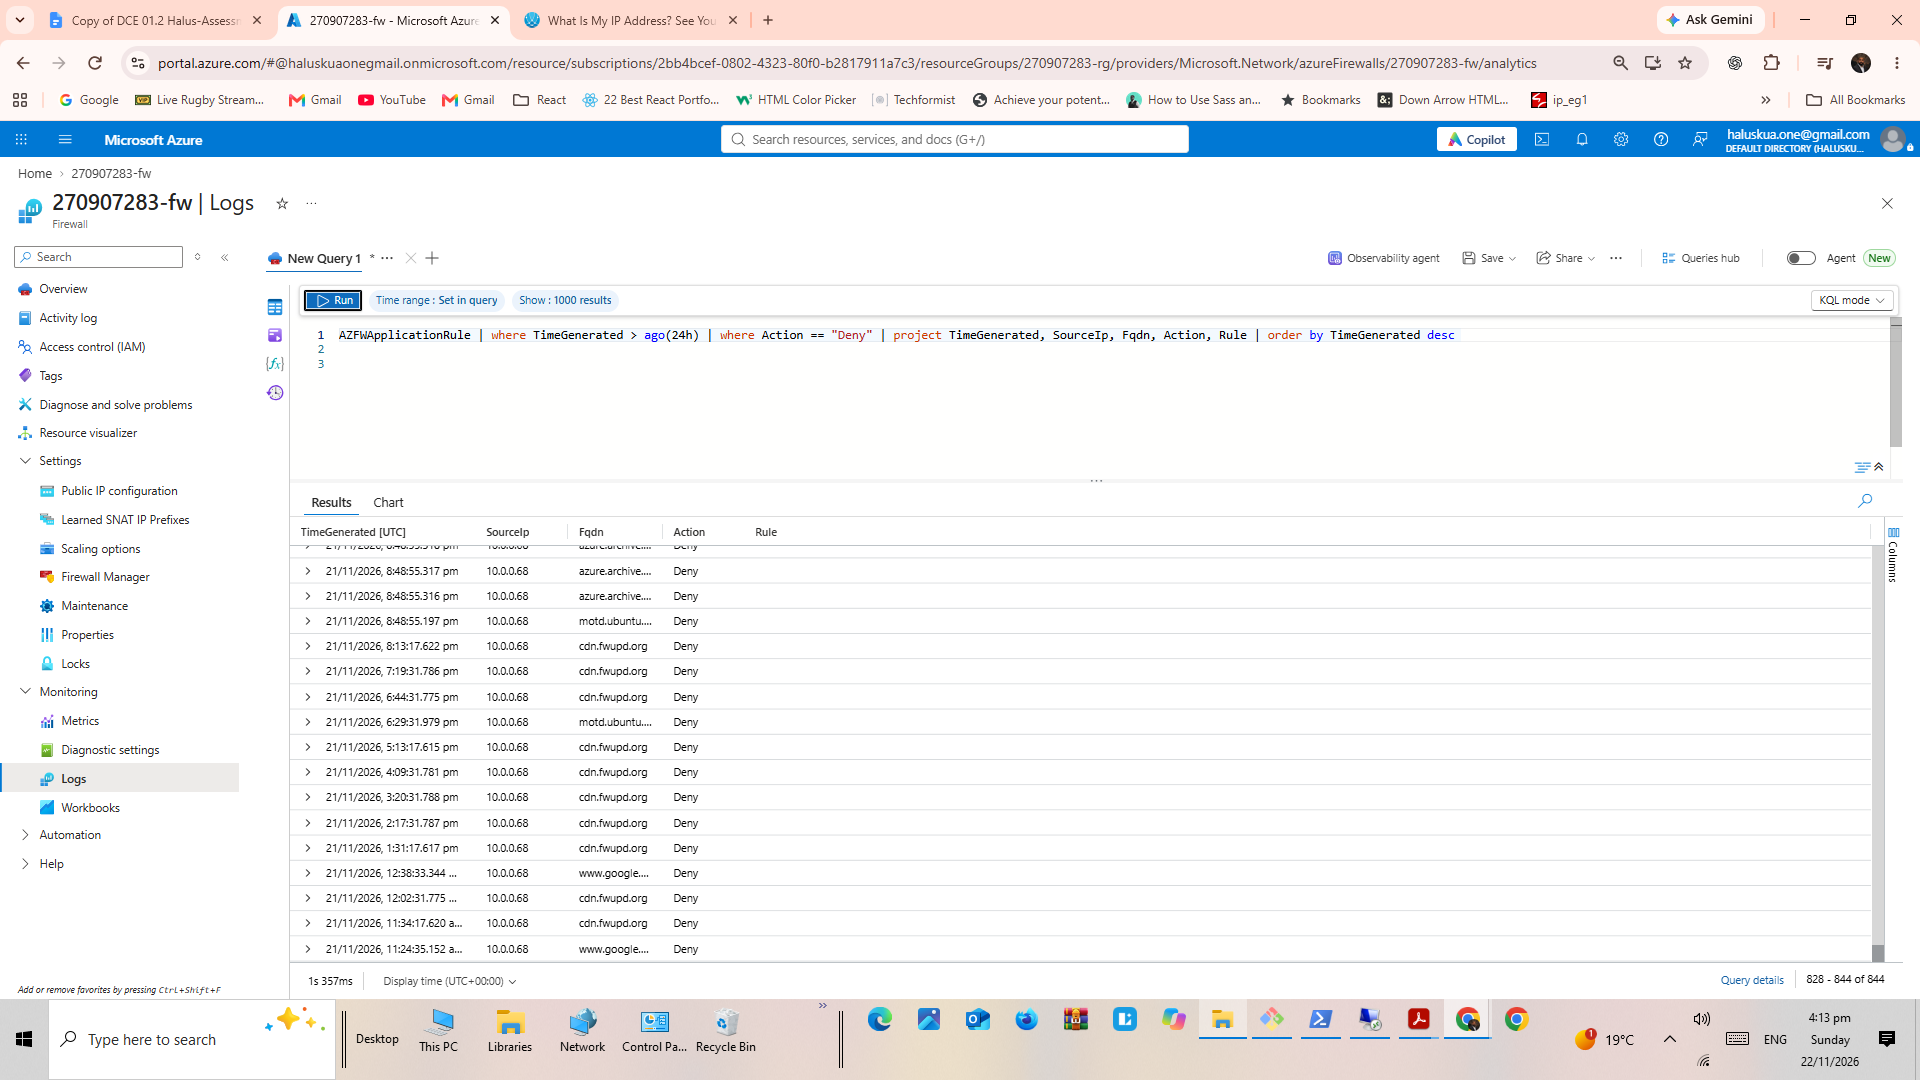 Copy of DCE 01.2 Halus-Assessm
270907283-fw - Microsoft Azure
What Is My IP Address? See You
Ask Gemini
portal.azure.com/#@haluskuaonegmail.onmicrosoft.com/resource/subscriptions/2bb4bcef-0802-4323-80f0-b2817911a7c3/resourceGroups/270907283-rg/providers/Microsoft.Network/azureFirewalls/270907283-fw/analytics
Google
Live Rugby Stream...
Gmail
YouTube
Gmail
React
22 Best React Portfo...
HTML Color Picker
Techformist
Achieve your potent...
How to Use Sass an...
Bookmarks
Down Arrow HTML...
ip_eg1
All Bookmarks
Microsoft Azure
Search resources, services, and docs (G+/)
Copilot
haluskua.one@gmail.com
DEFAULT DIRECTORY (HALUSKU...
Home > 270907283-fw
270907283-fw | Logs
Firewall
Search
Overview
Activity log
Access control (IAM)
Tags
Diagnose and solve problems
Resource visualizer
Settings
Public IP configuration
Learned SNAT IP Prefixes
Scaling options
Firewall Manager
Maintenance
Properties
Locks
Monitoring
Metrics
Diagnostic settings
Logs
Workbooks
Automation
Help
Add or remove favorites by pressing Ctrl+Shift+F
New Query 1 *
Observability agent
Save
Share
Queries hub
Agent
New
Run
Time range : Set in query
Show : 1000 results
KQL mode
1 AZFWApplicationRule | where TimeGenerated > ago(24h) | where Action == "Deny" | project TimeGenerated, SourceIp, Fqdn, Action, Rule | order by TimeGenerated desc
2
3
Results
Chart
TimeGenerated [UTC] SourceIp Fqdn Action Rule
21/11/2026, 8:48:55.317 pm 10.0.0.68 azure.archive.... Deny
21/11/2026, 8:48:55.316 pm 10.0.0.68 azure.archive.... Deny
21/11/2026, 8:48:55.197 pm 10.0.0.68 motd.ubuntu.... Deny
21/11/2026, 8:13:17.622 pm 10.0.0.68 cdn.fwupd.org Deny
21/11/2026, 7:19:31.786 pm 10.0.0.68 cdn.fwupd.org Deny
21/11/2026, 6:44:31.775 pm 10.0.0.68 cdn.fwupd.org Deny
21/11/2026, 6:29:31.979 pm 10.0.0.68 motd.ubuntu.... Deny
21/11/2026, 5:13:17.615 pm 10.0.0.68 cdn.fwupd.org Deny
21/11/2026, 4:09:31.781 pm 10.0.0.68 cdn.fwupd.org Deny
21/11/2026, 3:20:31.788 pm 10.0.0.68 cdn.fwupd.org Deny
21/11/2026, 2:17:31.787 pm 10.0.0.68 cdn.fwupd.org Deny
21/11/2026, 1:31:17.617 pm 10.0.0.68 cdn.fwupd.org Deny
21/11/2026, 12:38:33.344 ... 10.0.0.68 www.google.... Deny
21/11/2026, 12:02:31.775 ... 10.0.0.68 cdn.fwupd.org Deny
21/11/2026, 11:34:17.620 a... 10.0.0.68 cdn.fwupd.org Deny
21/11/2026, 11:24:35.152 a... 10.0.0.68 www.google.... Deny
Columns
1s 357ms
Display time (UTC+00:00)
Query details
828 - 844 of 844
Type here to search
Desktop
This PC
Libraries
Network
Control Pa...
Recycle Bin
1
19°C
ENG
4:13 pm
Sunday
22/11/2026